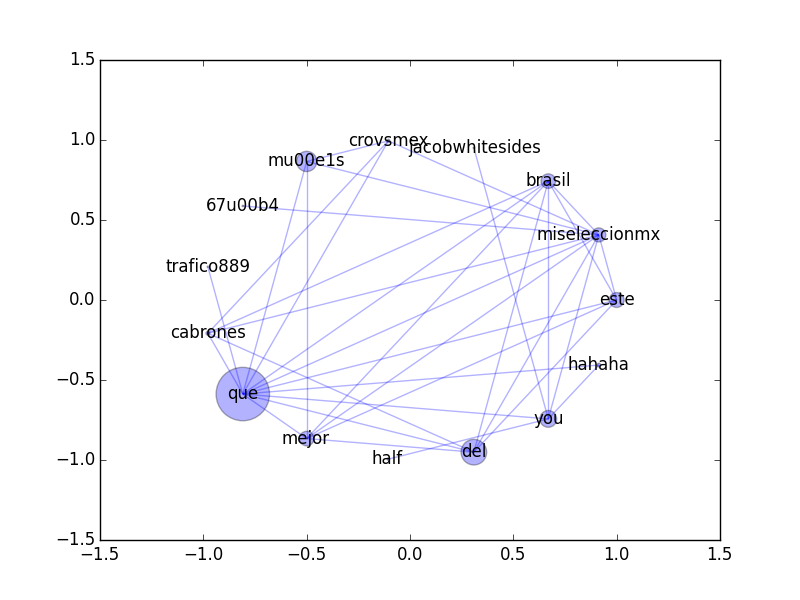 1.5
1.0
0.5
0.0
−0.5
−1.0
−1.5
crovsmex
jacobwhitesides
mu00e1s
brasil
67u00b4
miseleccionmx
trafico889
este
cabrones
hahaha
que
you
mejor
del
half
−1.5
−1.0
−0.5
0.0
0.5
1.0
1.5